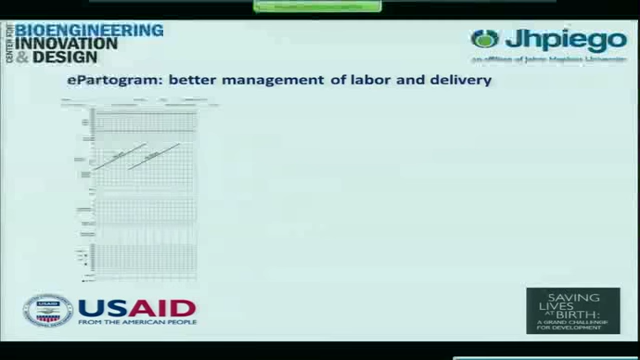 CENTER FOR
BIOENGINEERING
INNOVATION
& DESIGN
Jhpiego
an affiliation of Johns Hopkins University
ePartogram: better management of labor and delivery
USAID
FROM THE AMERICAN PEOPLE
SAVING
LIVES
AT
BIRTH:
A GRAND CHALLENGE
FOR DEVELOPMENT